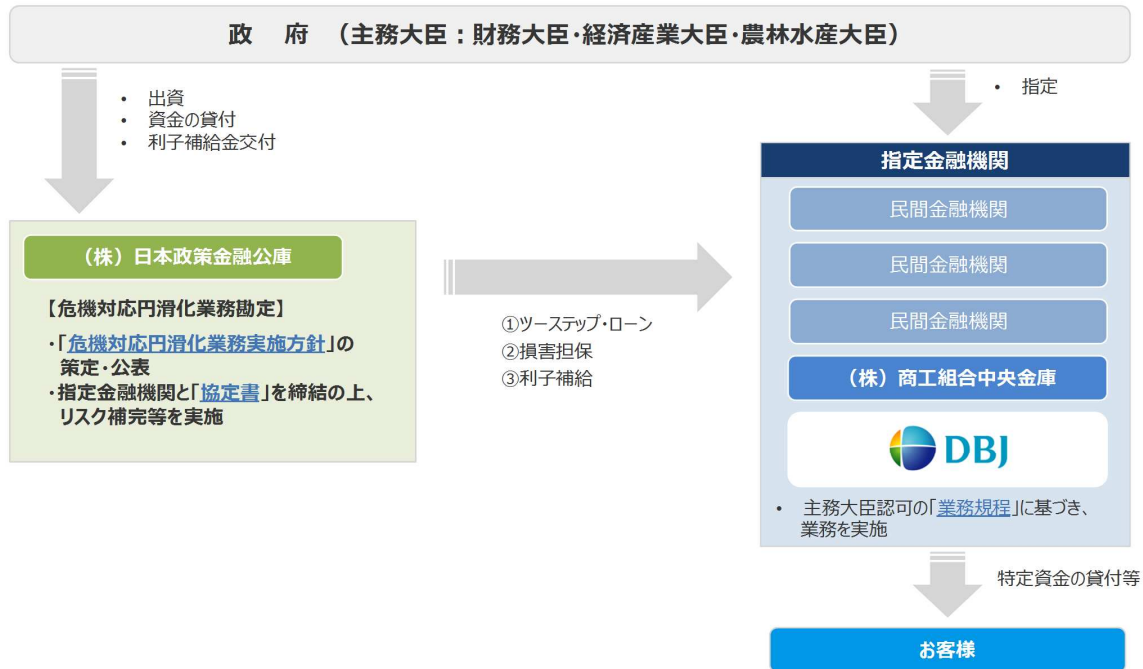 政　府　（主務大臣：財務大臣・経済産業大臣・農林水産大臣）
・ 出資
・ 資金の貸付
・ 利子補給金交付
・ 指定
（株）日本政策金融公庫
【危機対応円滑化業務勘定】
・「危機対応円滑化業務実施方針」の
策定・公表
・指定金融機関と「協定書」を締結の上、
リスク補完等を実施
①ツーステップ・ローン
②損害担保
③利子補給
指定金融機関
民間金融機関
民間金融機関
民間金融機関
（株）商工組合中央金庫
DBJ
・ 主務大臣認可の「業務規程」に基づき、
業務を実施
特定資金の貸付等
お客様